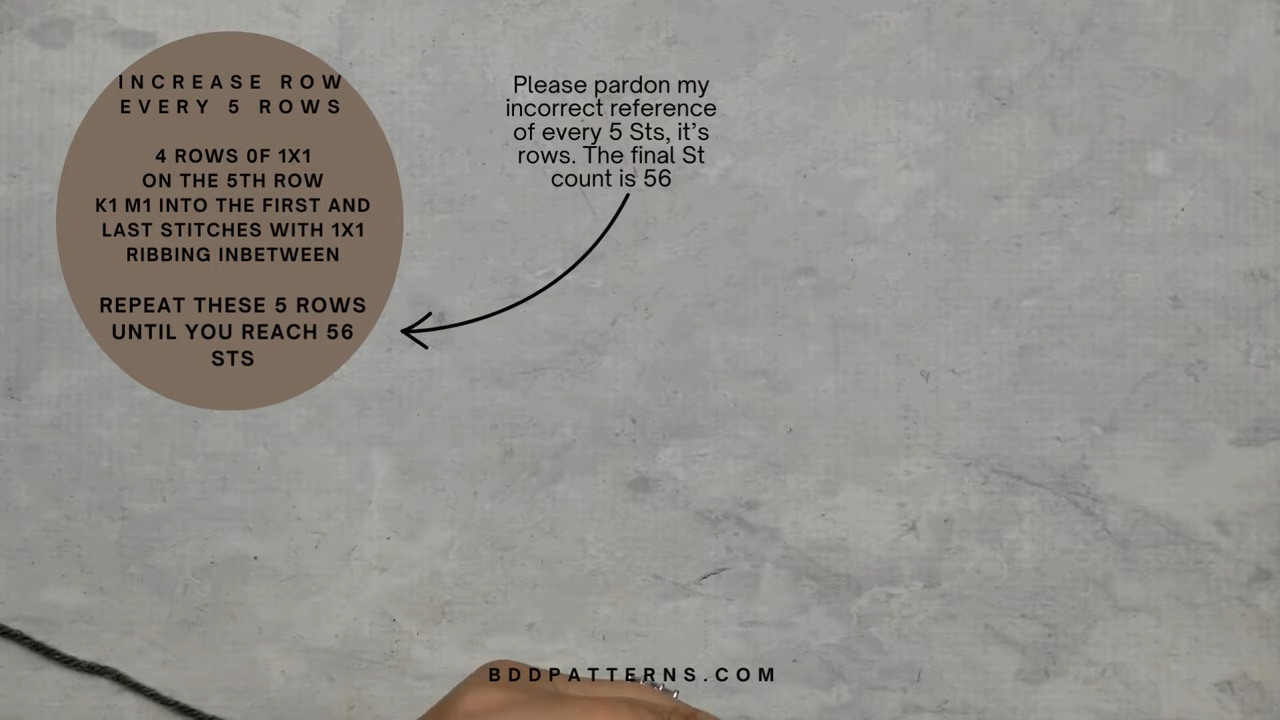 INCREASE ROW
EVERY 5 ROWS
4 ROWS 0F 1X1
ON THE 5TH ROW
K1 M1 INTO THE FIRST AND
LAST STITCHES WITH 1X1
RIBBING INBETWEEN
REPEAT THESE 5 ROWS
UNTIL YOU REACH 56
STS
Please pardon my
incorrect reference
of every 5 Sts, it's
rows. The final St
count is 56
BDDPATTERNS.COM